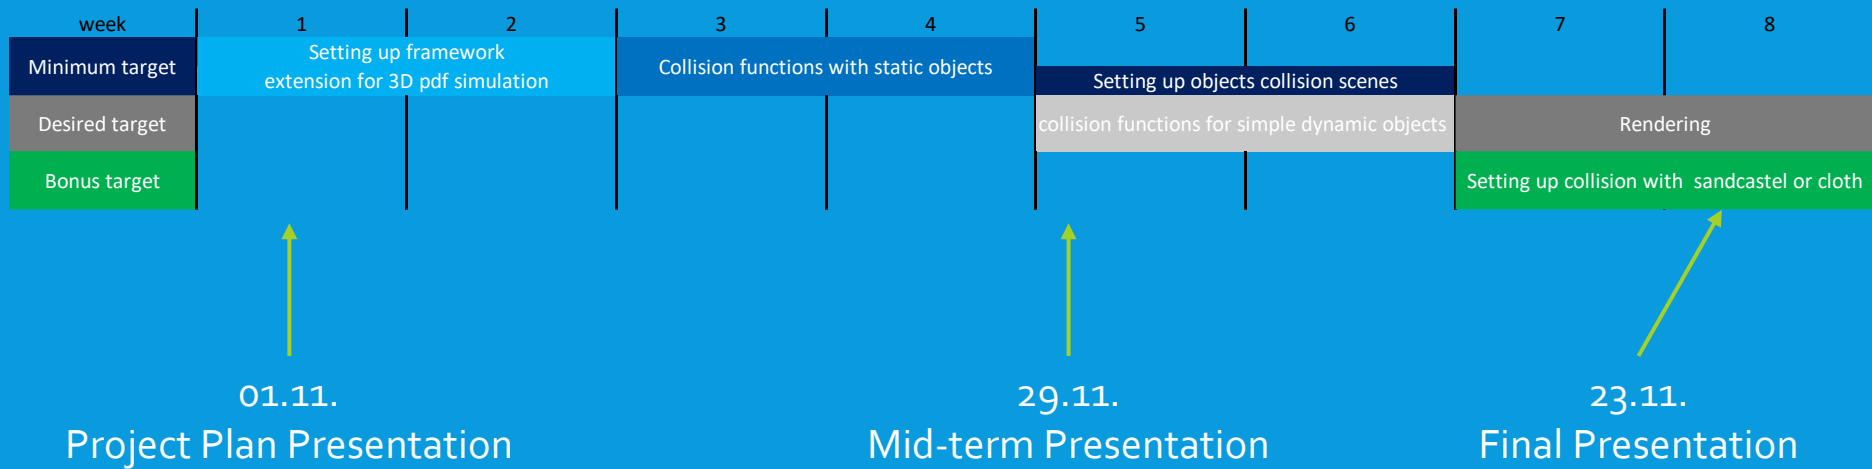 week 1 2 3 4 5 6 7 8
Minimum target
Setting up framework
extension for 3D pdf simulation
Collision functions with static objects
Setting up objects collision scenes
Desired target
collision functions for simple dynamic objects
Rendering
Bonus target
Setting up collision with sandcastel or cloth
01.11.
Project Plan Presentation
29.11.
Mid-term Presentation
23.11.
Final Presentation